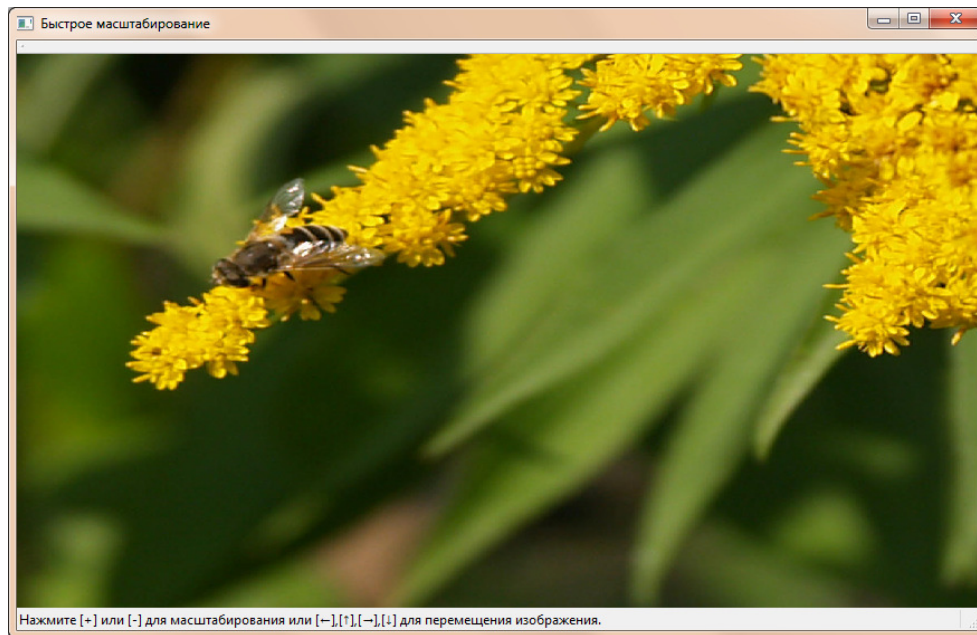 Быстрое масштабирование
Нажмите [+] или [-] для масштабирования или [←],[↑],[→],[↓] для перемещения изображения.